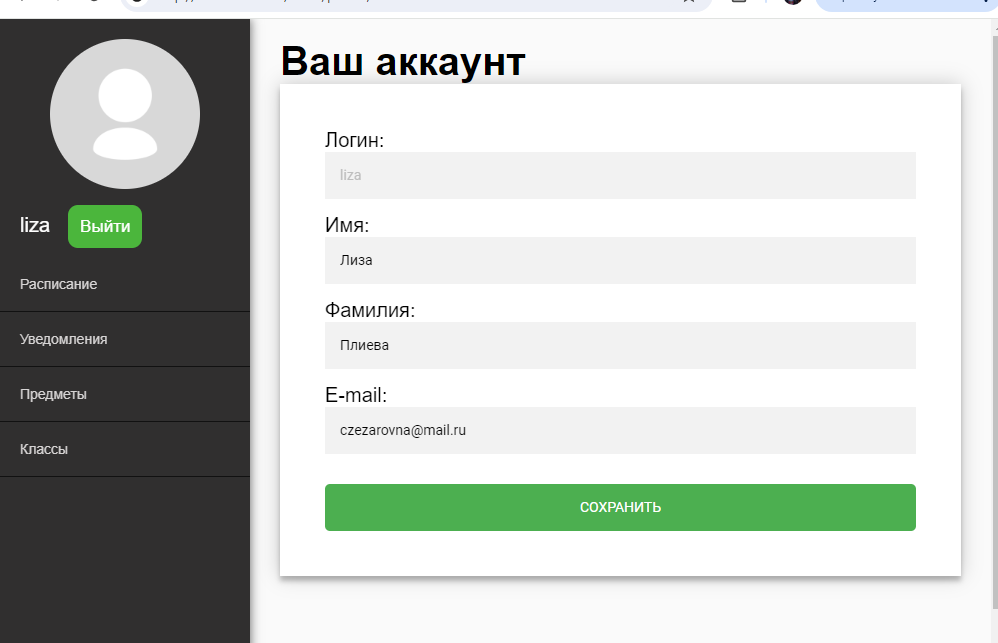 Ваш аккаунт
Логин:
liza
Имя:
Лиза
Фамилия:
Плиева
E-mail:
czezarovna@mail.ru
СОХРАНИТЬ
liza
Выйти
Расписание
Уведомления
Предметы
Классы